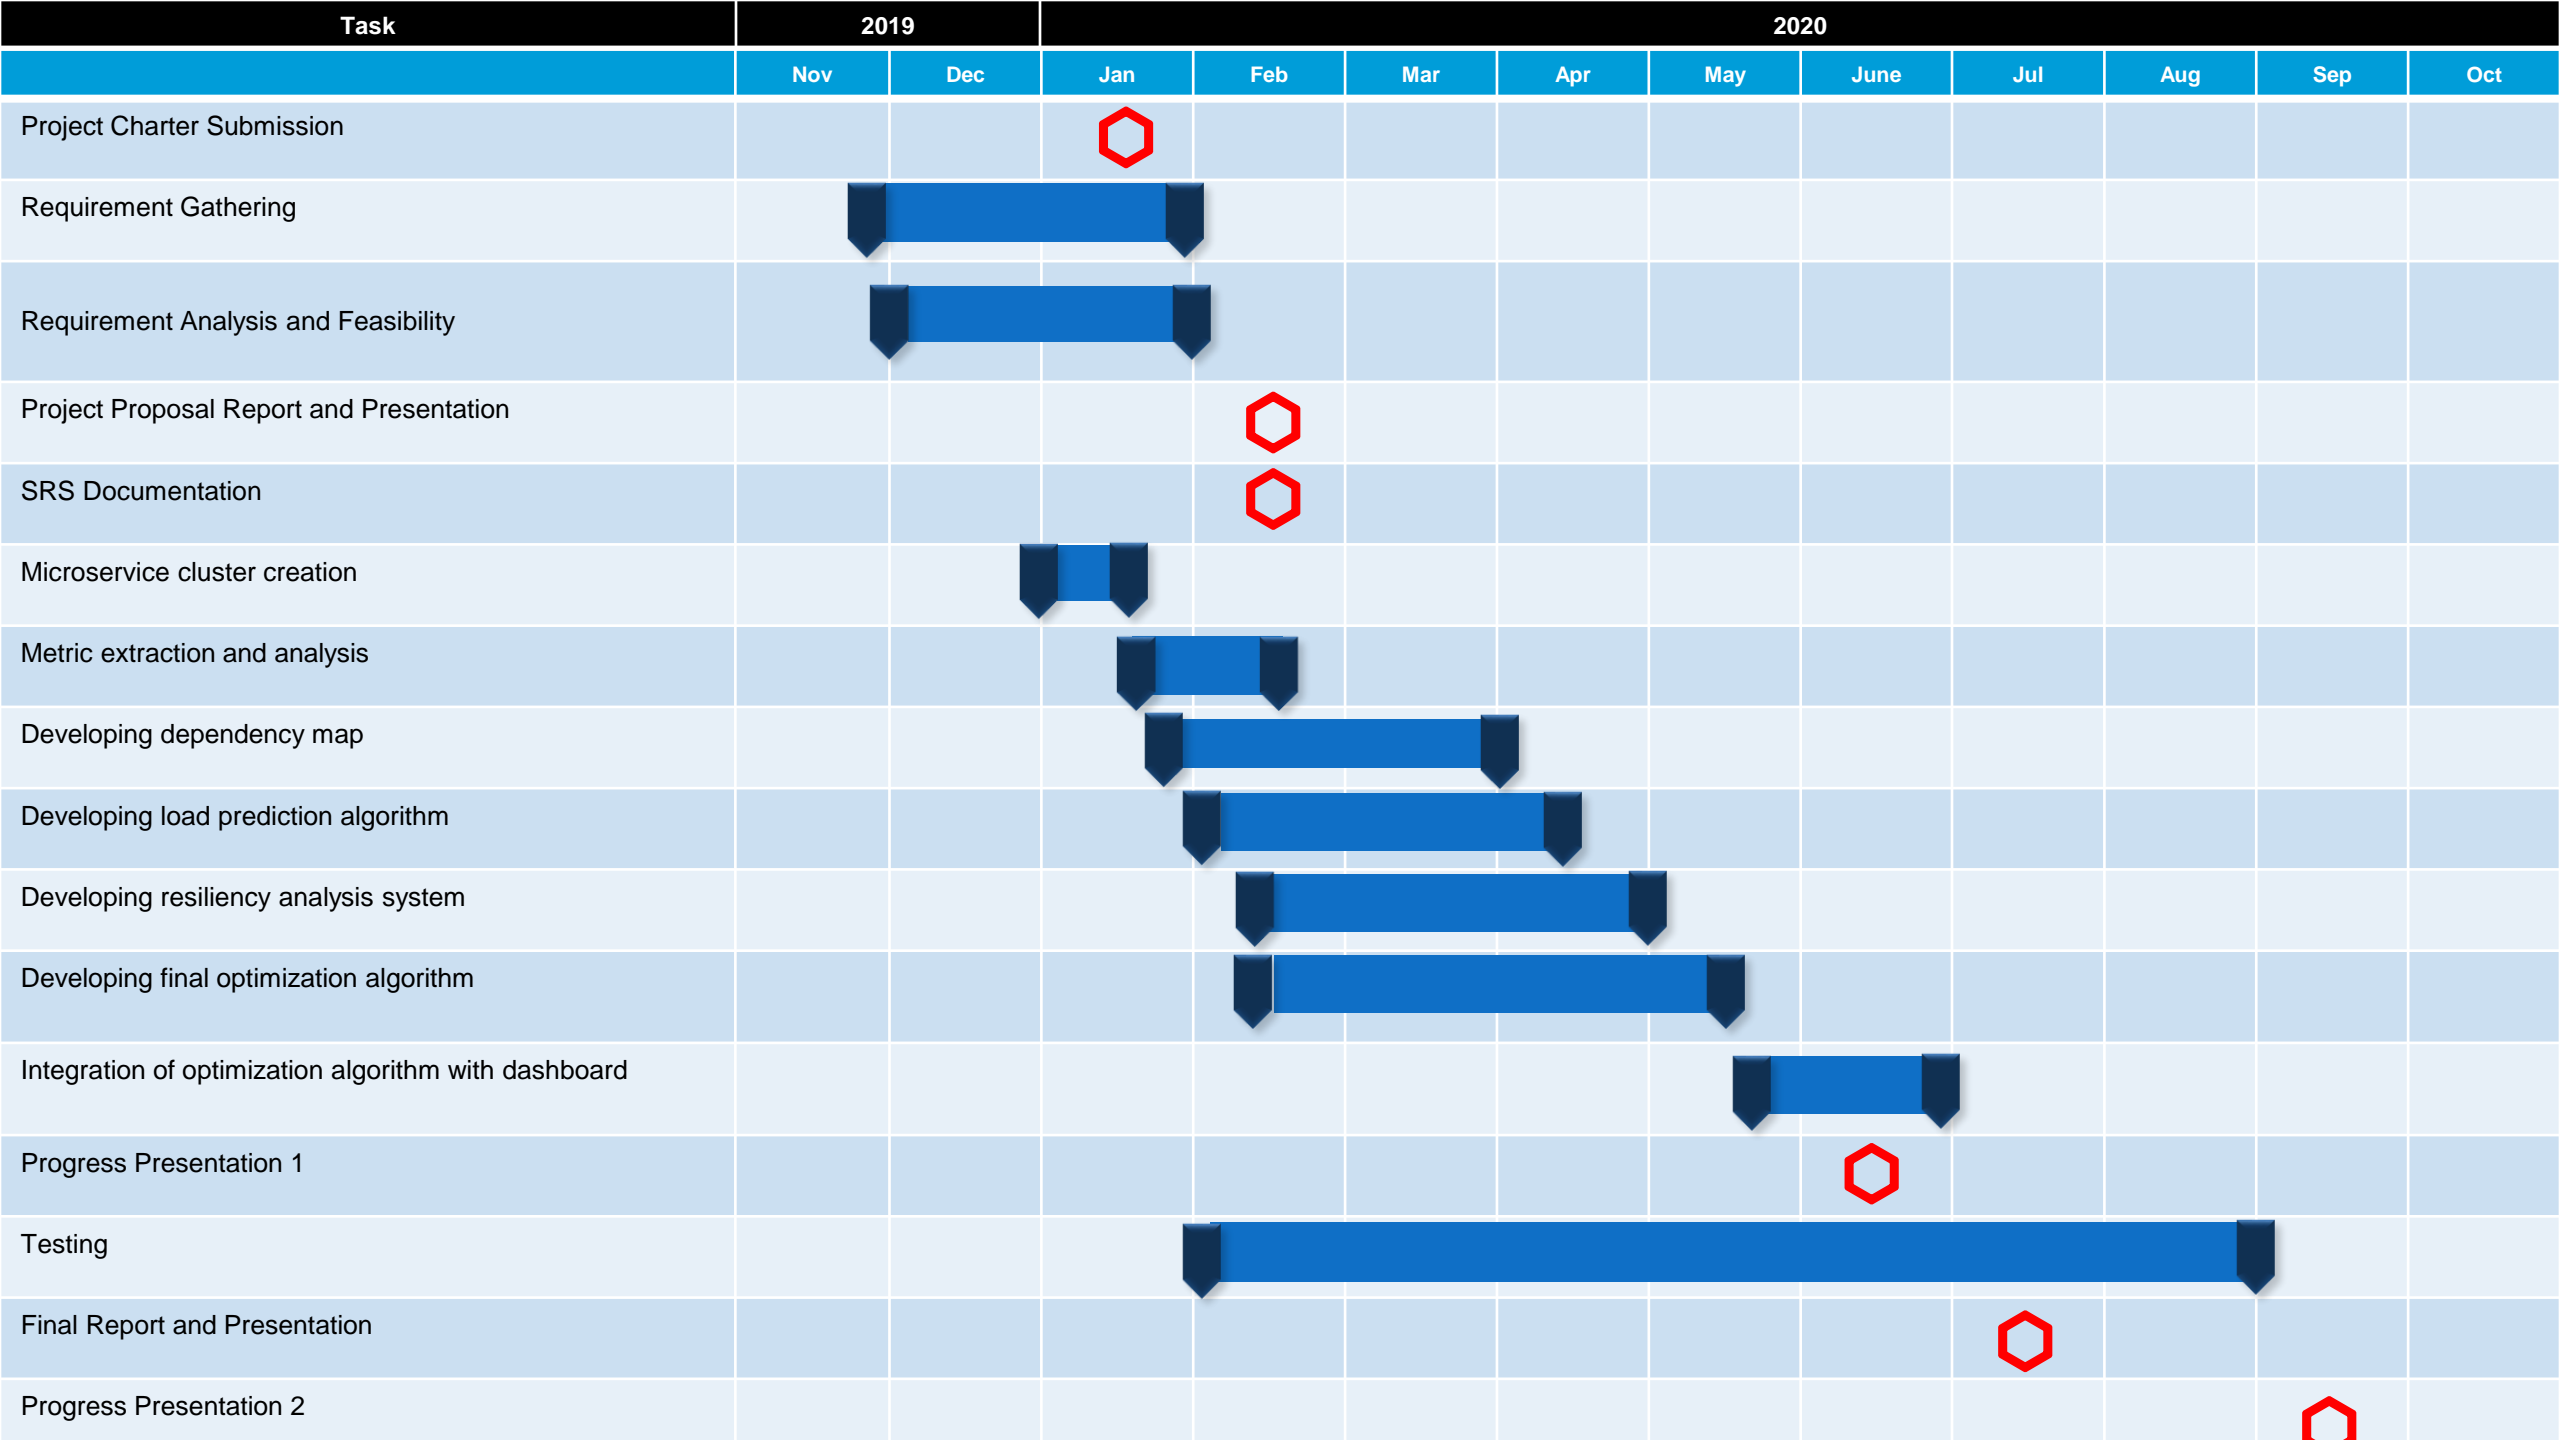 Task 2019 2020
Nov Dec Jan Feb Mar Apr May June Jul Aug Sep Oct
Project Charter Submission
Requirement Gathering
Requirement Analysis and Feasibility
Project Proposal Report and Presentation
SRS Documentation
Microservice cluster creation
Metric extraction and analysis
Developing dependency map
Developing load prediction algorithm
Developing resiliency analysis system
Developing final optimization algorithm
Integration of optimization algorithm with dashboard
Progress Presentation 1
Testing
Final Report and Presentation
Progress Presentation 2